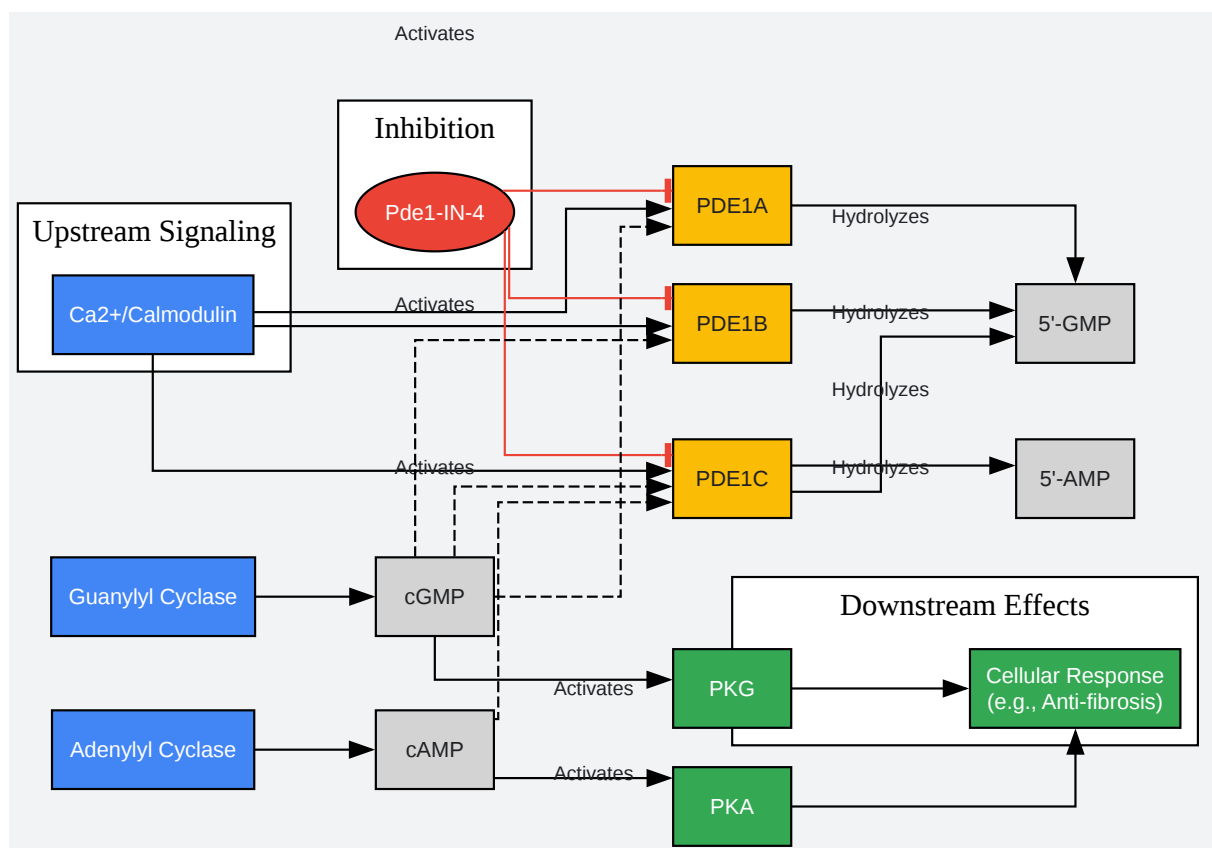 Activates
Inhibition
Pde1-IN-4
Upstream Signaling
Ca2+/Calmodulin
Activates
Activates
PDE1A
PDE1B
PDE1C
Hydrolyzes
Hydrolyzes
Hydrolyzes
Hydrolyzes
5'-GMP
5'-AMP
Guanylyl Cyclase
cGMP
Adenylyl Cyclase
cAMP
Activates
Activates
PKG
PKA
Downstream Effects
Cellular Response
(e.g., Anti-fibrosis)